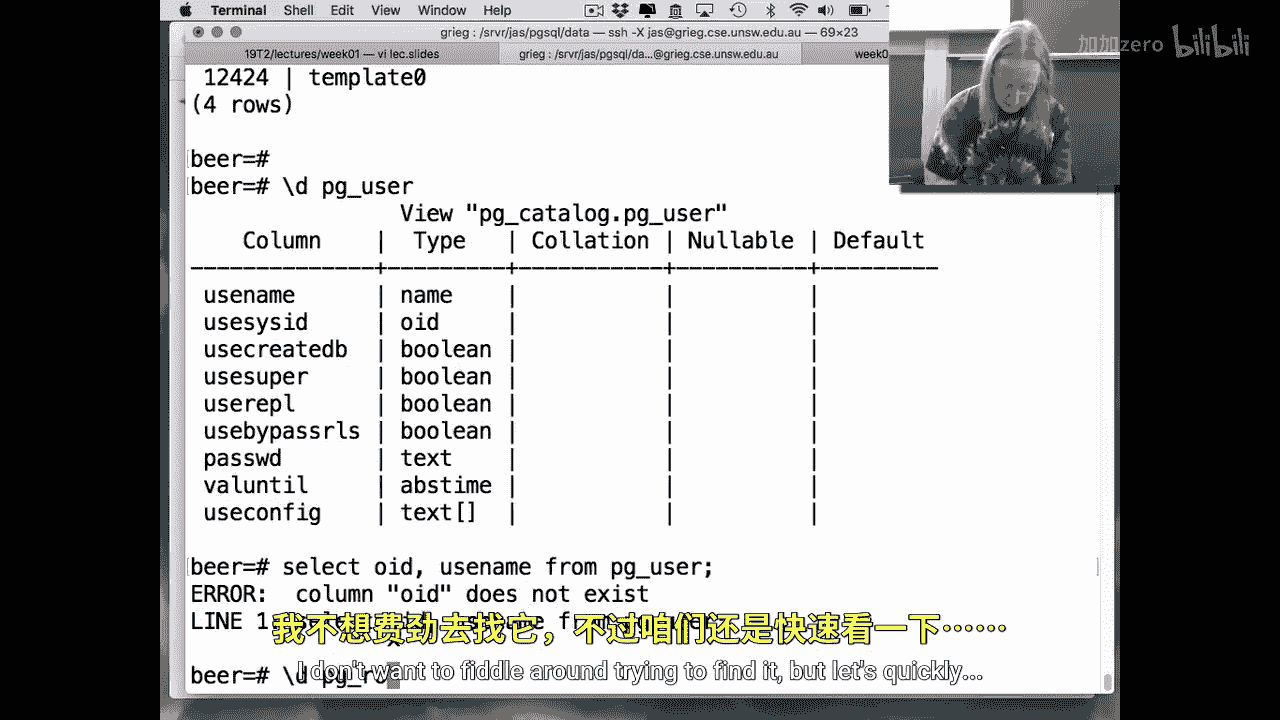 Terminal Shell Edit View Window Help
grieg : /srvr/jas/pgsql/data — ssh -X jas@grieg.cse.unsw.edu.au — 69×23
19T2/lectures/week01 — vi lec.slides
grieg : /srvr/jas/pgsql/da...@grieg.cse.unsw.edu.au
week0
加加zero bilibili
12424 | template0
(4 rows)
beer=#
beer=# \d pg_user
View "pg_catalog.pg_user"
Column | Type | Collation | Nullable | Default
--------------+---------+-----------+----------+---------
usename | name | | |
usesysid | oid | | |
usecreatedb | boolean | | |
usesuper | boolean | | |
userepl | boolean | | |
usebypassrls | boolean | | |
passwd | text | | |
valuntil | abstime | | |
useconfig | text[] | | |
beer=# select oid, usename from pg_user;
ERROR: column "oid" does not exist
LINE 1
我不想费劲去找它，不过咱们还是快速看一下……
I don't want to fiddle around trying to find it, but let's quickly...
beer=# \d pg_ro